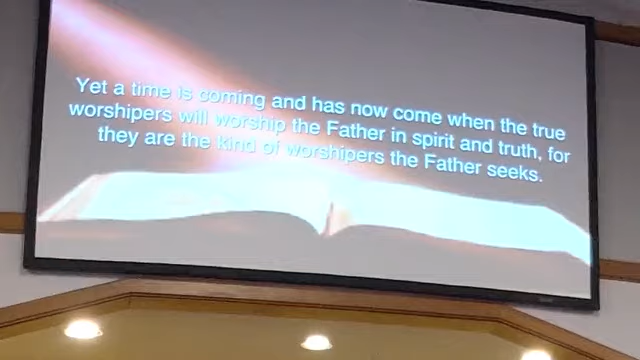 Yet a time is coming and has now come when the true
worshipers will worship the Father in spirit and truth, for
they are the kind of worshipers the Father seeks.